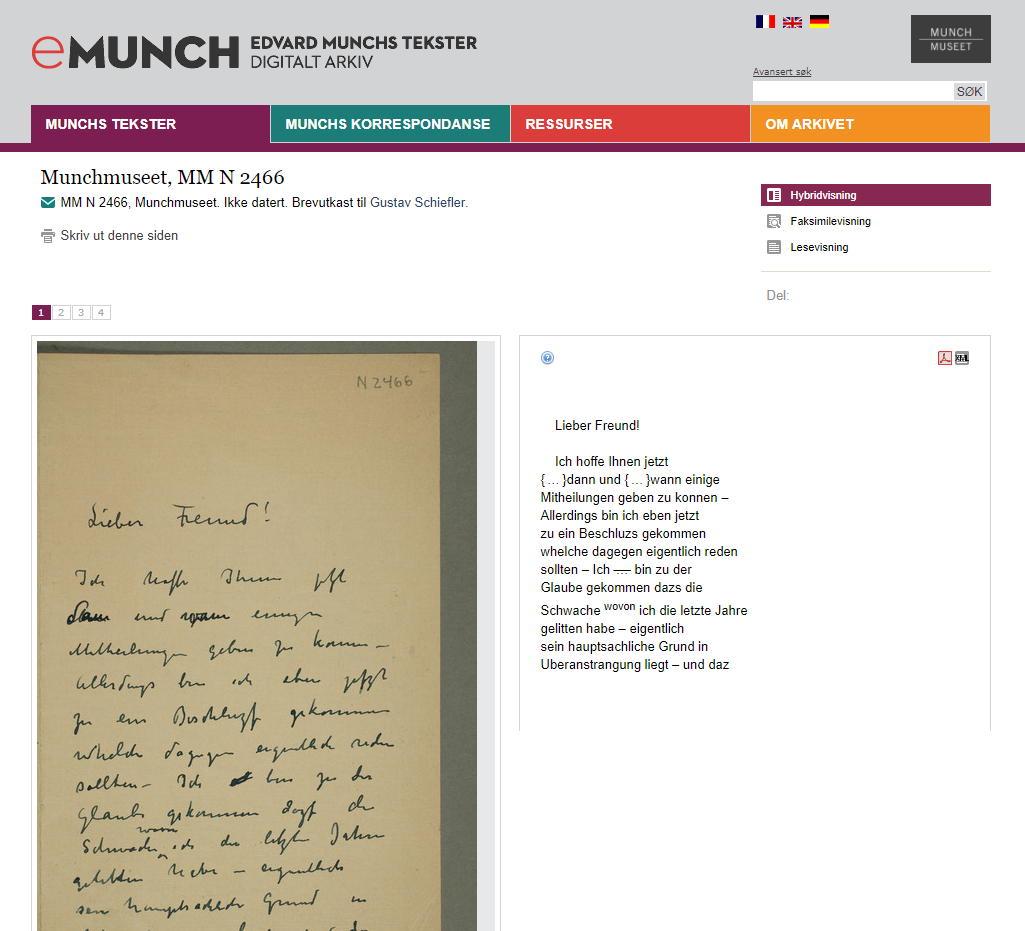 eMUNCH EDVARD MUNCHS TEKSTER
DIGITALT ARKIV
MUNCH
MUSEET
Avansert søk
SØK
MUNCHS TEKSTER
MUNCHS KORRESPONDANSE
RESSURSER
OM ARKIVET
Munchmuseet, MM N 2466
MM N 2466, Munchmuseet. Ikke datert. Brevutkast til Gustav Schiefler.
Skriv ut denne siden
Hybridvisning
Faksimilevisning
Lesevisning
Del:
1 2 3 4
N 2466
Lieber Freund!
Ich hoffe Ihnen jetzt
dann und wann einige
Mitheilungen geben zu konnen –
Allerdings bin ich eben jetzt
zu ein Beschluzs gekommen
whelche dagegen eigentlich reden
sollten – Ich bin zu der
Glaube gekommen dazs die
wovon
Schwache ich die letzte Jahre
gelitten habe – eigentlich
sein hauptsachliche Grund in
?
XML
Lieber Freund!
Ich hoffe Ihnen jetzt
{ … }dann und { … }wann einige
Mitheilungen geben zu konnen –
Allerdings bin ich eben jetzt
zu ein Beschluzs gekommen
whelche dagegen eigentlich reden
sollten – Ich .... bin zu der
Glaube gekommen dazs die
Schwache wovon ich die letzte Jahre
gelitten habe – eigentlich
sein hauptsachliche Grund in
Uberanstrangung liegt – und daz